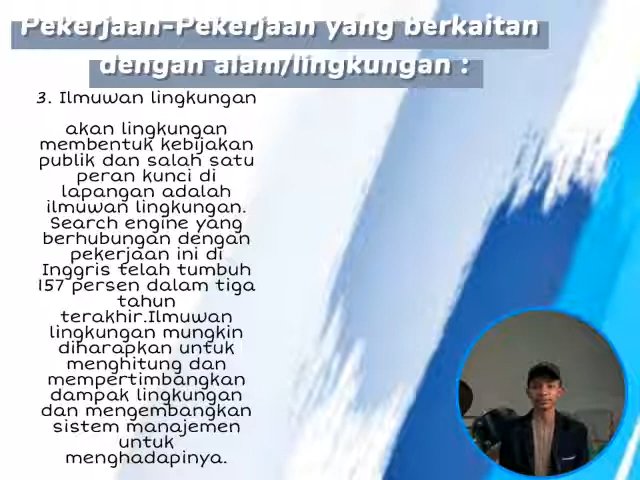 Pekerjaan-Pekerjaan yang berkaitan
dengan alam/lingkungan :
3. Ilmuwan lingkungan
akan lingkungan
membentuk kebijakan
publik dan salah satu
peran kunci di
lapangan adalah
ilmuwan lingkungan.
Search engine yang
berhubungan dengan
pekerjaan ini di
Inggris telah tumbuh
157 persen dalam tiga
tahun
terakhir.Ilmuwan
lingkungan mungkin
diharapkan untuk
menghitung dan
mempertimbangkan
dampak lingkungan
dan mengembangkan
sistem manajemen
untuk
menghadapinya.